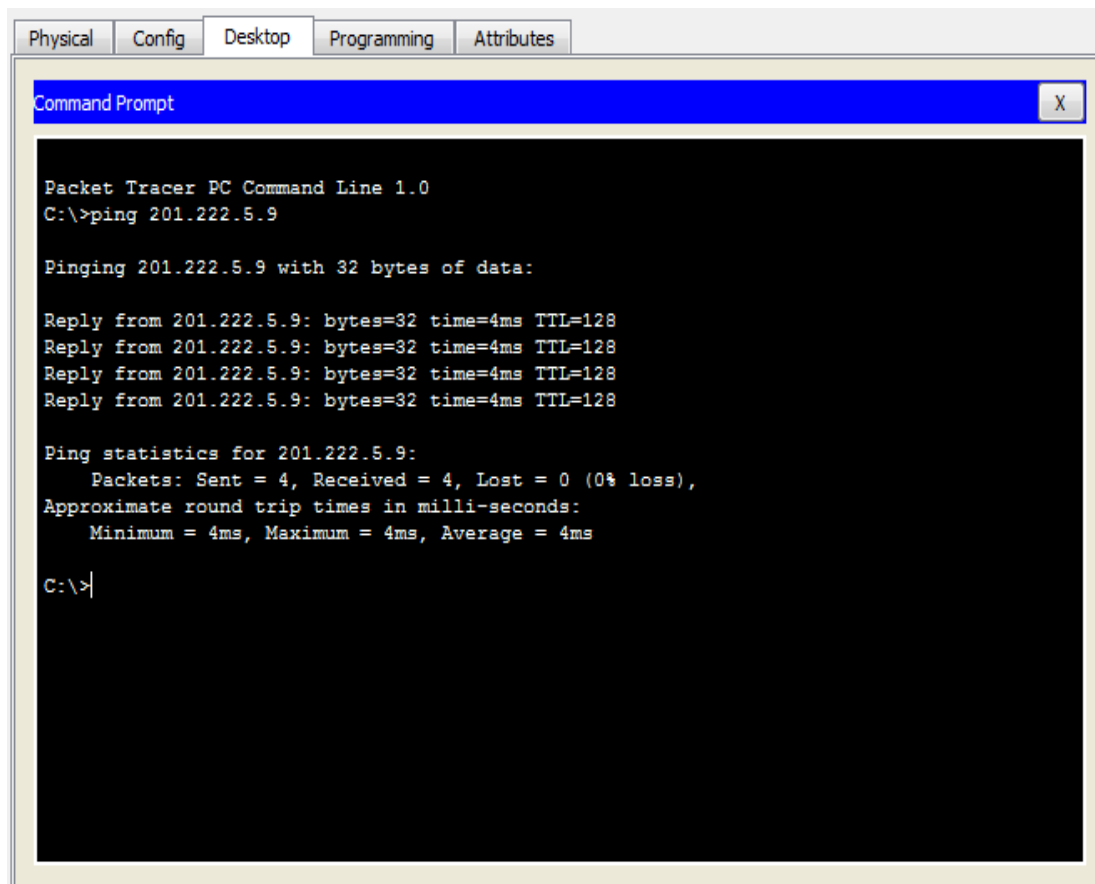 Physical Config Desktop Programming Attributes
Command Prompt X
Packet Tracer PC Command Line 1.0
C:\>ping 201.222.5.9
Pinging 201.222.5.9 with 32 bytes of data:
Reply from 201.222.5.9: bytes=32 time=4ms TTL=128
Reply from 201.222.5.9: bytes=32 time=4ms TTL=128
Reply from 201.222.5.9: bytes=32 time=4ms TTL=128
Reply from 201.222.5.9: bytes=32 time=4ms TTL=128
Ping statistics for 201.222.5.9:
Packets: Sent = 4, Received = 4, Lost = 0 (0% loss),
Approximate round trip times in milli-seconds:
Minimum = 4ms, Maximum = 4ms, Average = 4ms
C:\>